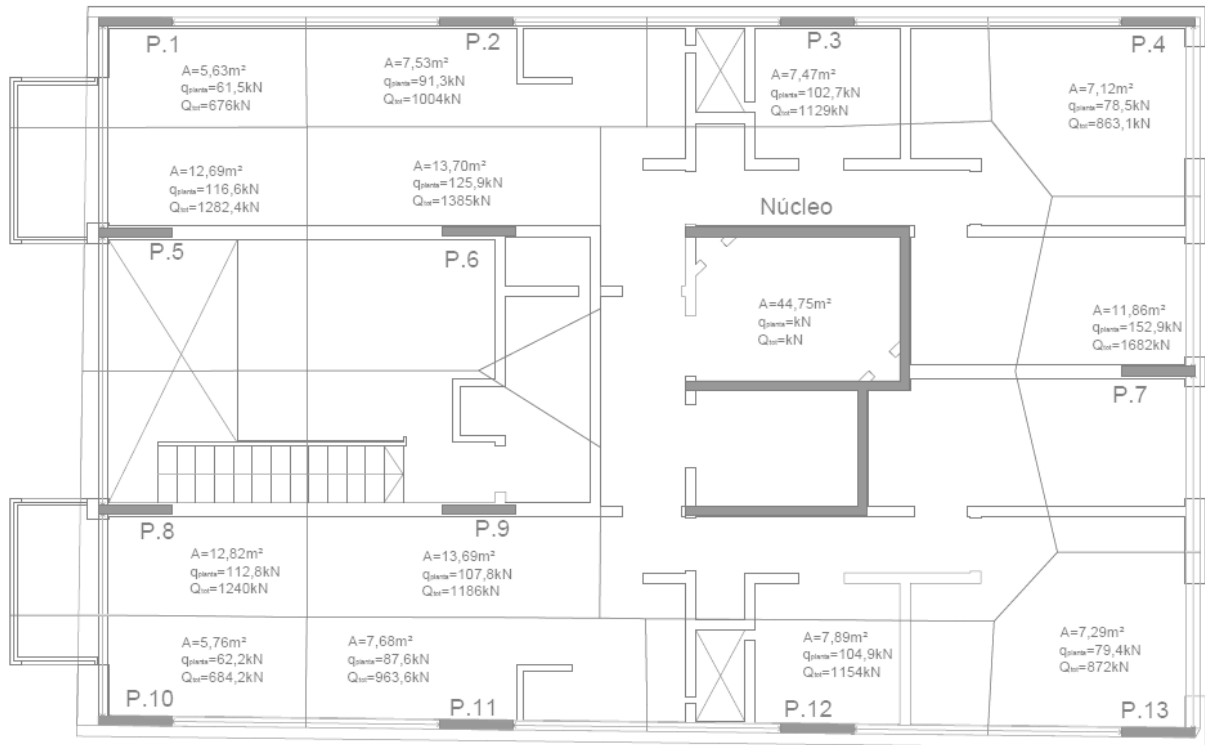 P.1
A=5,63m²
qplanta=61,5kN
Qtot=676kN
P.2
A=7,53m²
qplanta=91,3kN
Qtot=1004kN
P.3
A=7,47m²
qplanta=102,7kN
Qtot=1129kN
P.4
A=7,12m²
qplanta=78,5kN
Qtot=863,1kN
A=12,69m²
qplanta=116,6kN
Qtot=1282,4kN
P.5
A=13,70m²
qplanta=125,9kN
Qtot=1385kN
P.6
Núcleo
A=44,75m²
qplanta=kN
Qtot=kN
A=11,86m²
qplanta=152,9kN
Qtot=1682kN
P.7
P.8
A=12,82m²
qplanta=112,8kN
Qtot=1240kN
P.9
A=13,69m²
qplanta=107,8kN
Qtot=1186kN
A=5,76m²
qplanta=62,2kN
Qtot=684,2kN
P.10
A=7,68m²
qplanta=87,6kN
Qtot=963,6kN
P.11
A=7,89m²
qplanta=104,9kN
Qtot=1154kN
P.12
A=7,29m²
qplanta=79,4kN
Qtot=872kN
P.13